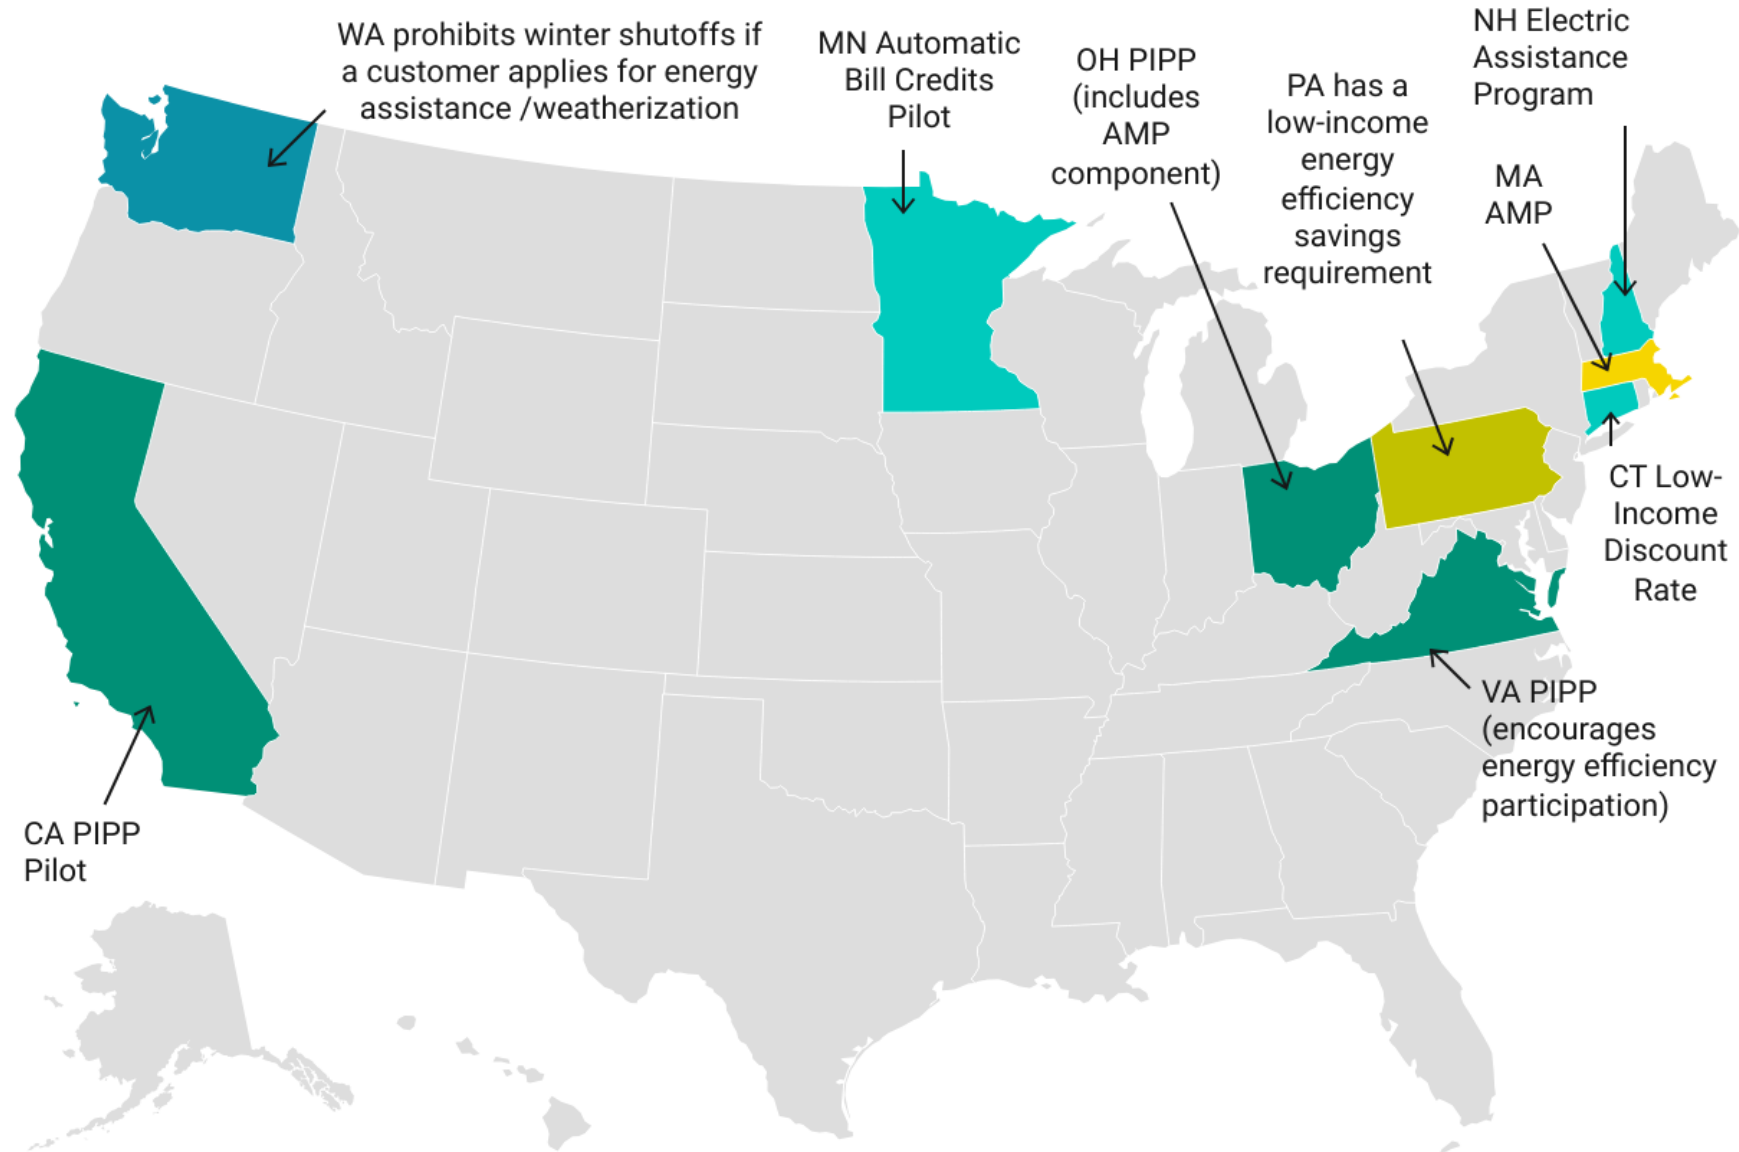 WA prohibits winter shutoffs if
a customer applies for energy
assistance /weatherization
MN Automatic
Bill Credits
Pilot
OH PIPP
(includes
AMP
component)
PA has a
low-income
energy
efficiency
savings
requirement
NH Electric
Assistance
Program
MA
AMP
CT Low-
Income
Discount
Rate
VA PIPP
(encourages
energy efficiency
participation)
CA PIPP
Pilot